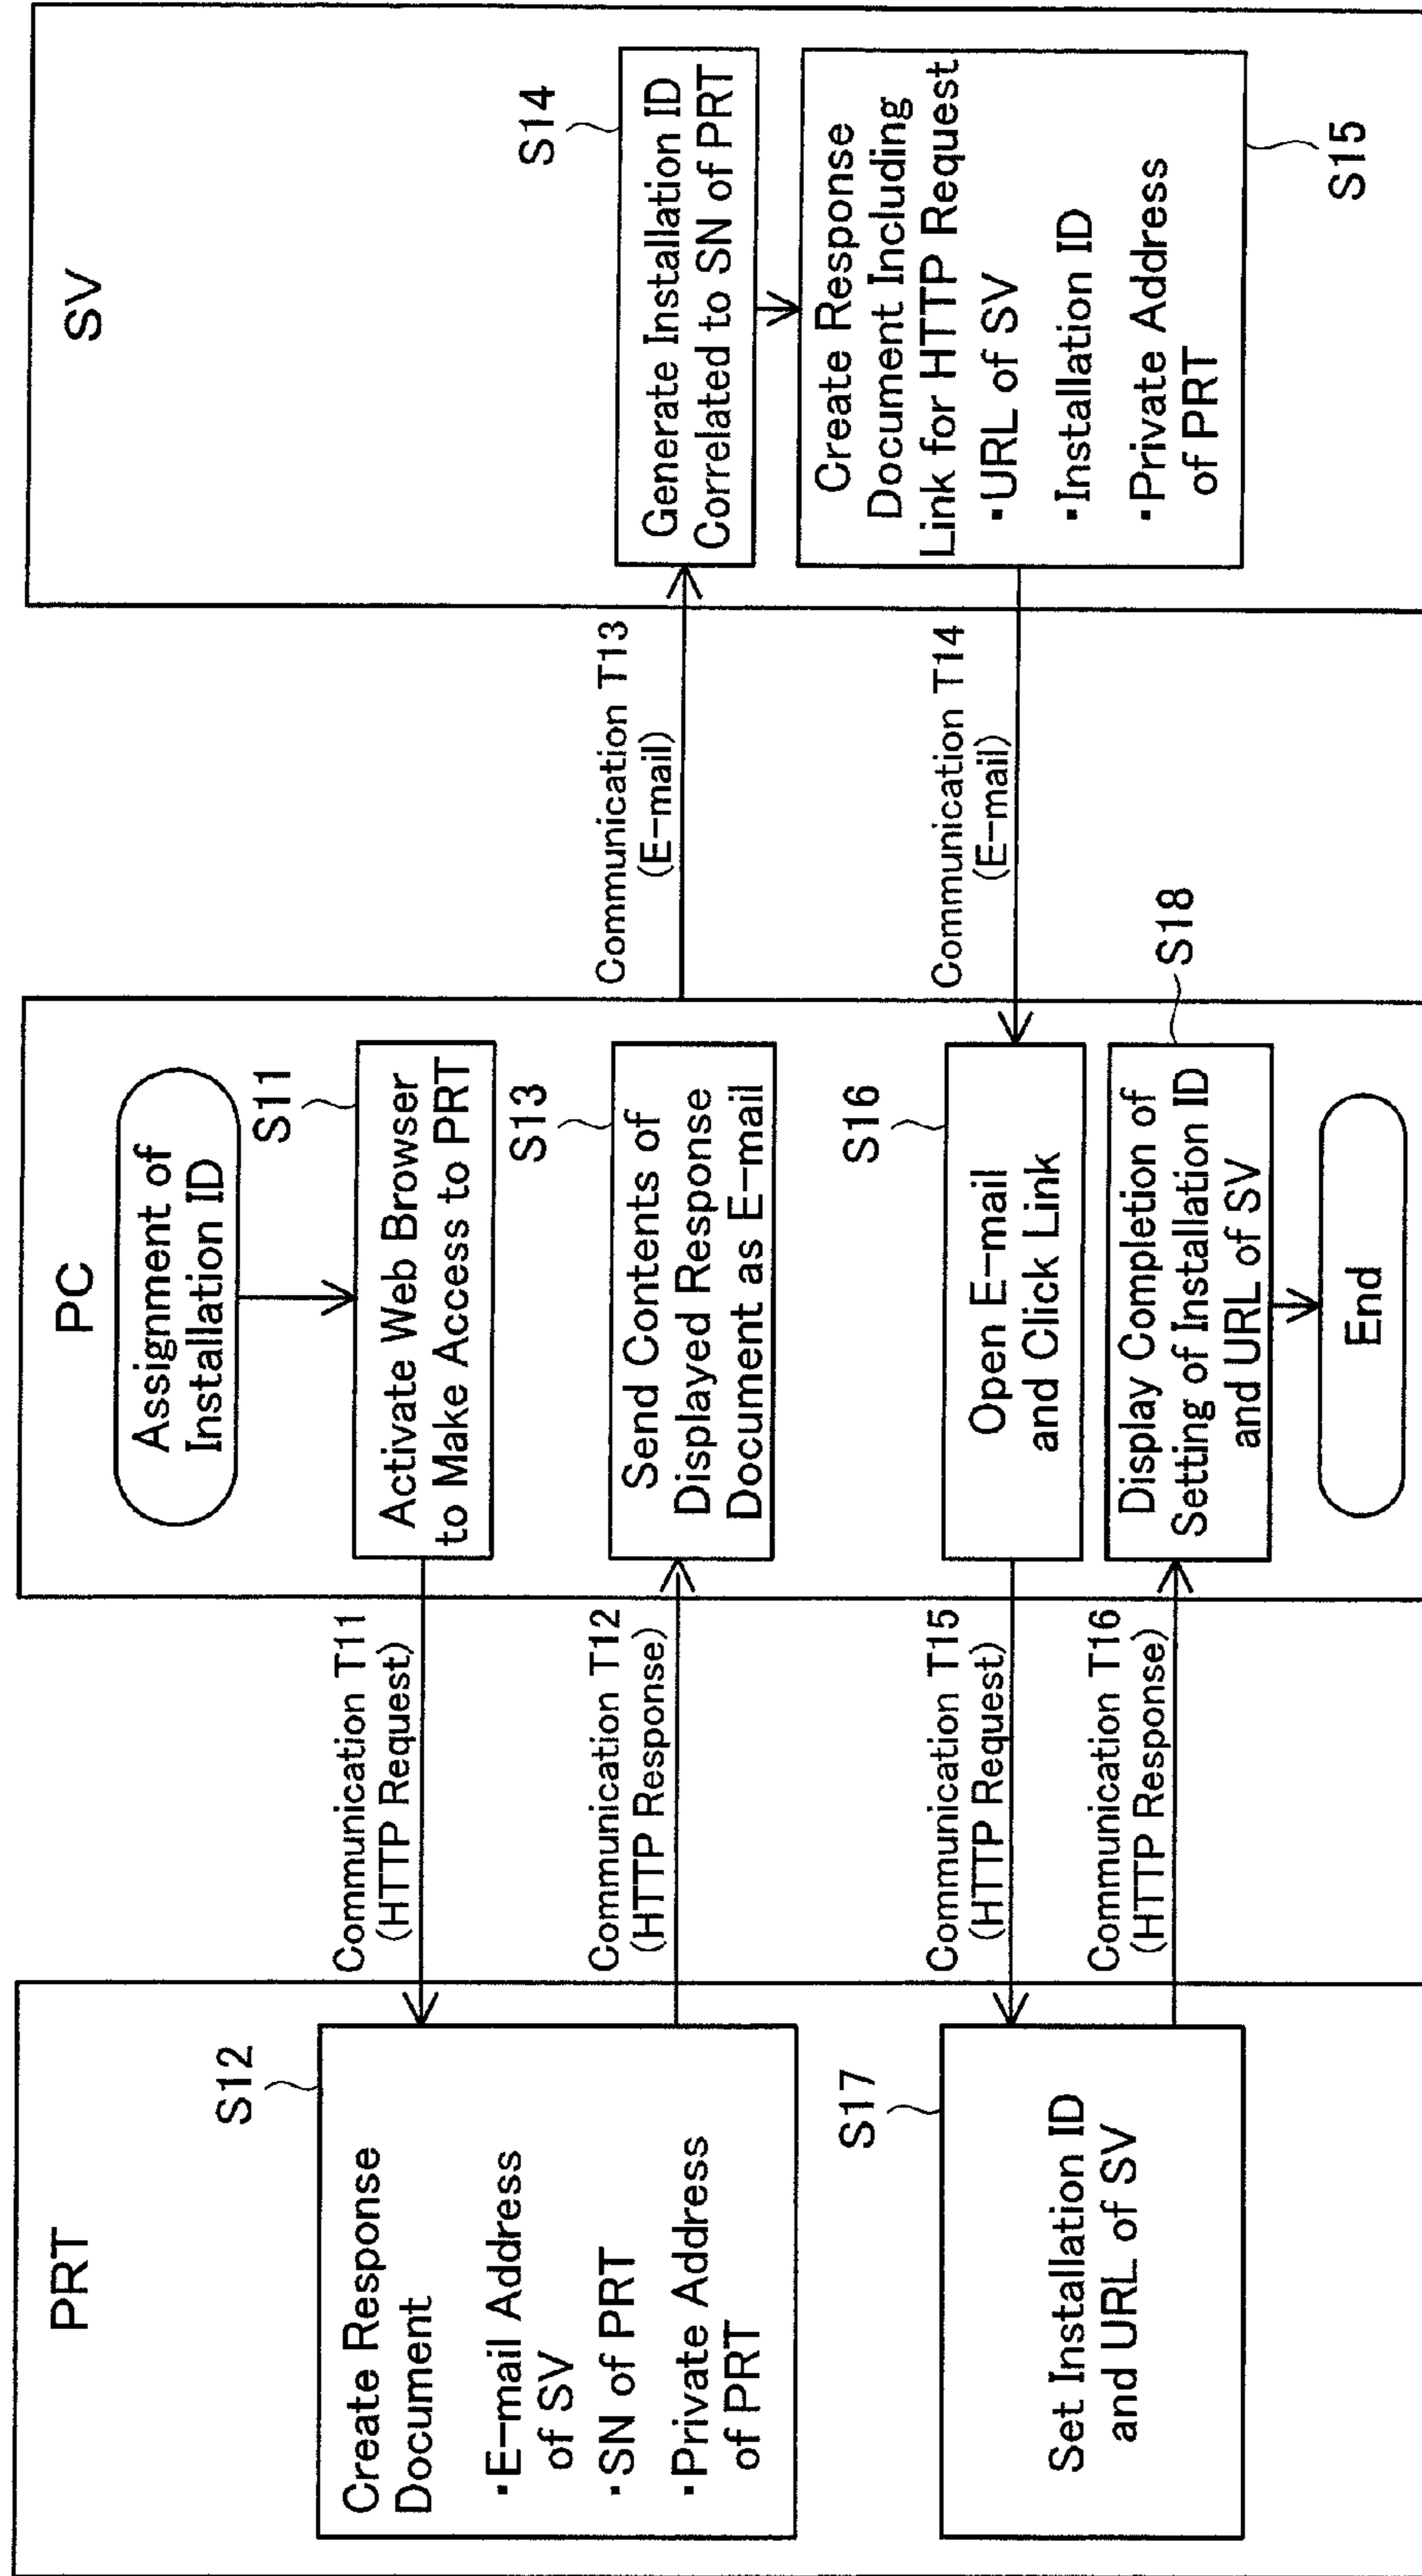 PRT
S12
Create Response
Document
・E-mail Address
of SV
・SN of PRT
・Private Address
of PRT
S17
Set Installation ID
and URL of SV
Communication T11
(HTTP Request)
Communication T12
(HTTP Response)
Communication T15
(HTTP Request)
Communication T16
(HTTP Response)
PC
Assignment of
Installation ID
S11
Activate Web Browser
to Make Access to PRT
S13
Send Contents of
Displayed Response
Document as E-mail
S16
Open E-mail
and Click Link
S18
Display Completion of
Setting of Installation ID
and URL of SV
End
Communication T13
(E-mail)
Communication T14
(E-mail)
SV
S14
Generate Installation ID
Correlated to SN of PRT
Create Response
Document Including
Link for HTTP Request
・URL of SV
・Installation ID
・Private Address
of PRT
S15